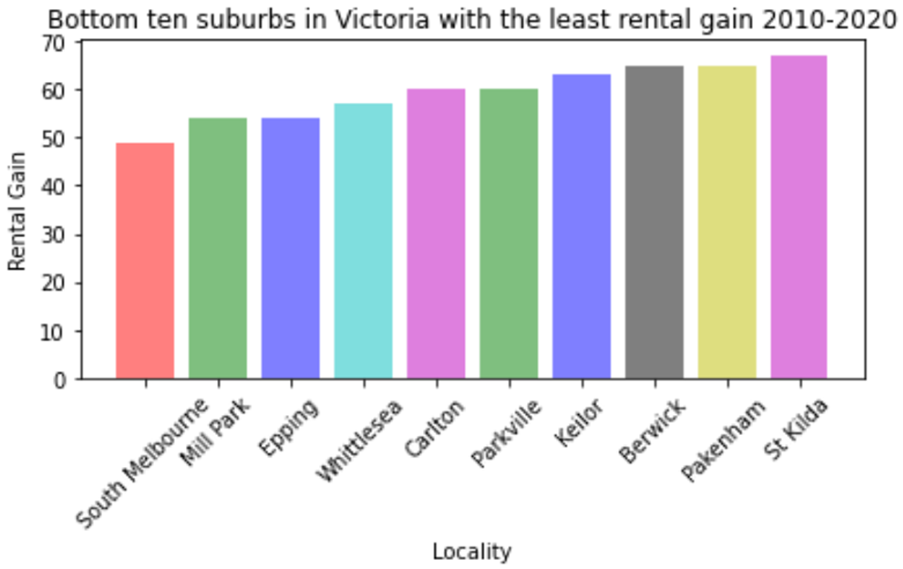 Bottom ten suburbs in Victoria with the least rental gain 2010-2020
70
60
50
40
30
20
10
0
Rental Gain
South Melbourne
Mill Park
Epping
Whittlesea
Carlton
Parkville
Keilor
Berwick
Pakenham
St Kilda
Locality